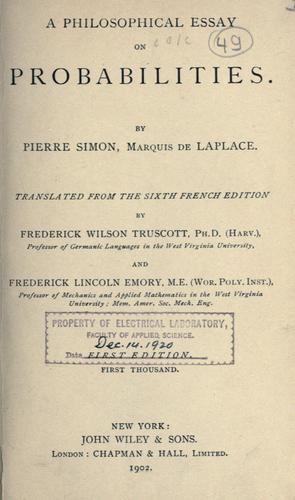 A PHILOSOPHICAL ESSAY
ON
49
PROBABILITIES.
BY
PIERRE SIMON, MARQUIS DE LAPLACE.
TRANSLATED FROM THE SIXTH FRENCH EDITION
BY
FREDERICK WILSON TRUSCOTT, PH.D. (HARV.),
Professor of Germanic Languages in the West Virginia University,
AND
FREDERICK LINCOLN EMORY, M.E. (WOR. POLY. INST.),
Professor of Mechanics and Applied Mathematics in the West Virginia
University; Mem. Amer. Soc. Mech. Eng.
PROPERTY OF ELECTRICAL LABORATORY,
FACULTY OF APPLIED SCIENCE.
Date Dec. 14. 1920
FIRST EDITION.
FIRST THOUSAND.
NEW YORK:
JOHN WILEY & SONS.
LONDON: CHAPMAN & HALL, LIMITED.
1902.